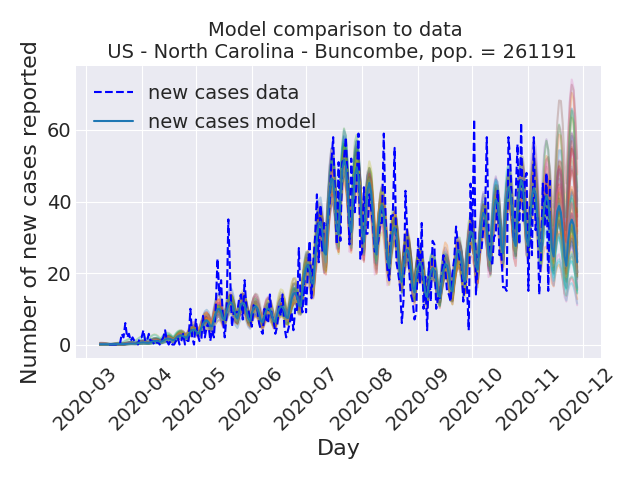 Model comparison to data
US - North Carolina - Buncombe, pop. = 261191
Number of new cases reported
new cases data
new cases model
60
40
20
0
2020-03
2020-04
2020-05
2020-06
2020-07
2020-08
2020-09
2020-10
2020-11
2020-12
Day